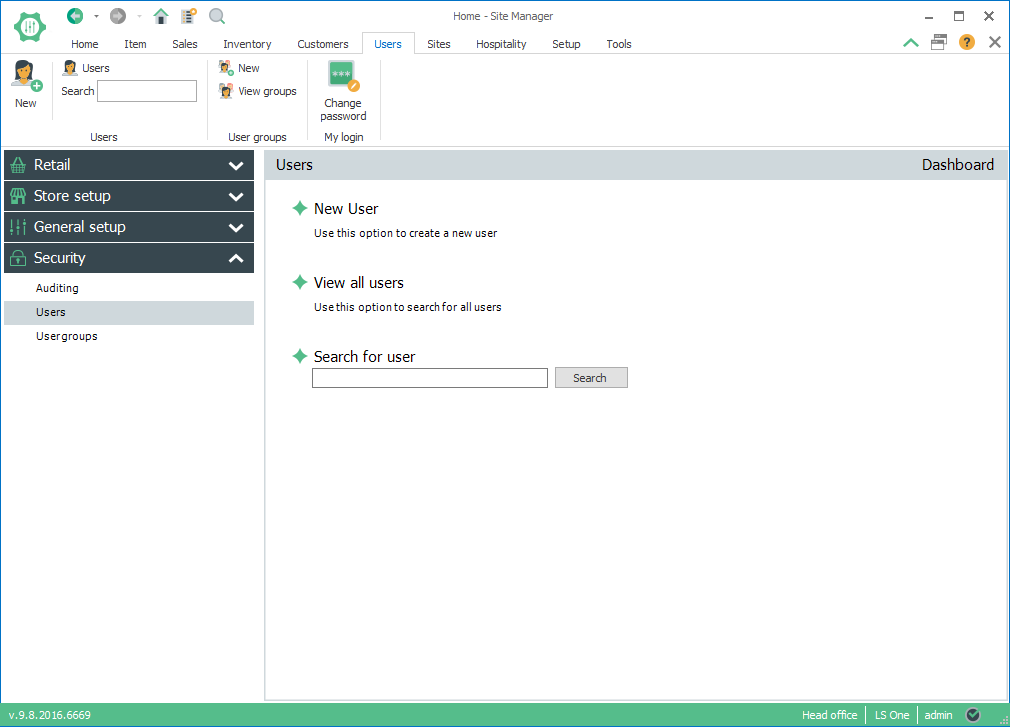 Home - Site Manager
Home Item Sales Inventory Customers Users Sites Hospitality Setup Tools
New
Users
Search
Users
New
View groups
User groups
***
Change
password
My login
?
Retail
Store setup
General setup
Security
Auditing
Users
User groups
Users
Dashboard
New User
Use this option to create a new user
View all users
Use this option to search for all users
Search for user
Search
v.9.8.2016.6669
Head office
LS One
admin